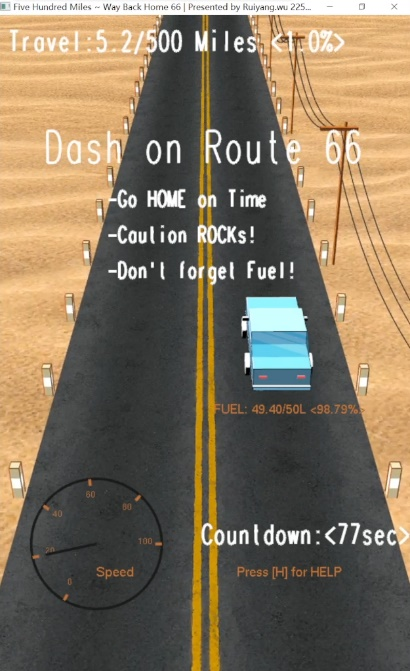 Five Hundred Miles -- Way Back Home 66 | Presented by Ruiyang.wu 225...
Travel:5.2/500 Miles <1.0%>
Dash on Route 66
-Go HOME on Time
-Caution ROCKs!
-Don't forget Fuel!
FUEL: 49.40/50L <98.79%>
60
40
80
20
100
0
Speed
Countdown:<77sec>
Press [H] for HELP